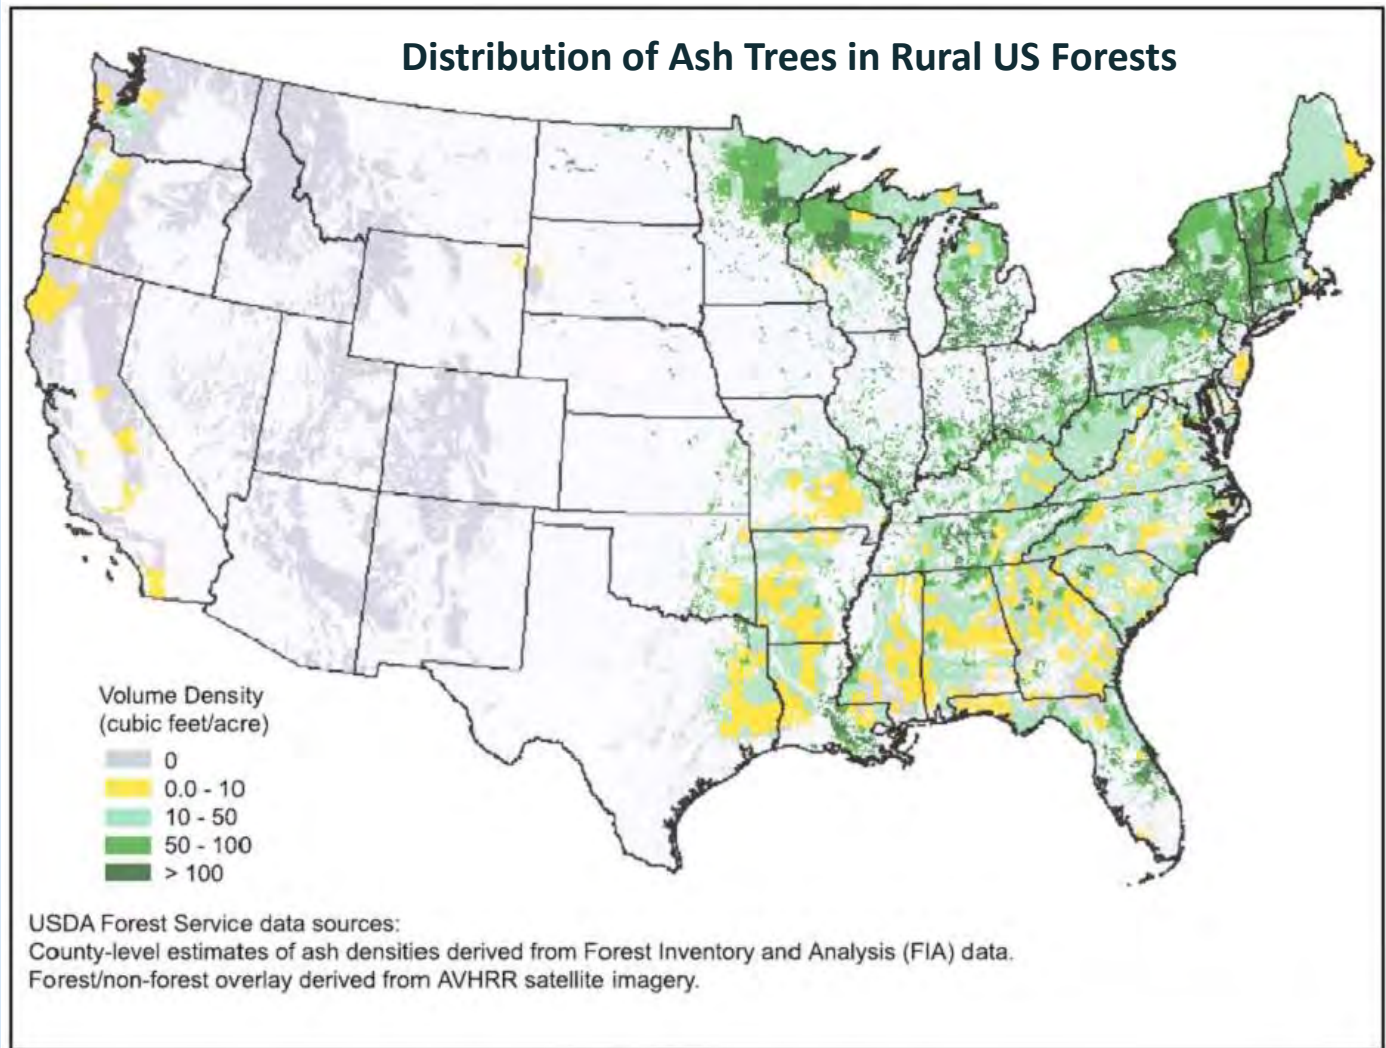 Distribution of Ash Trees in Rural US Forests
Volume Density
(cubic feet/acre)
0
0.0 - 10
10 - 50
50 - 100
> 100
USDA Forest Service data sources:
County-level estimates of ash densities derived from Forest Inventory and Analysis (FIA) data.
Forest/non-forest overlay derived from AVHRR satellite imagery.